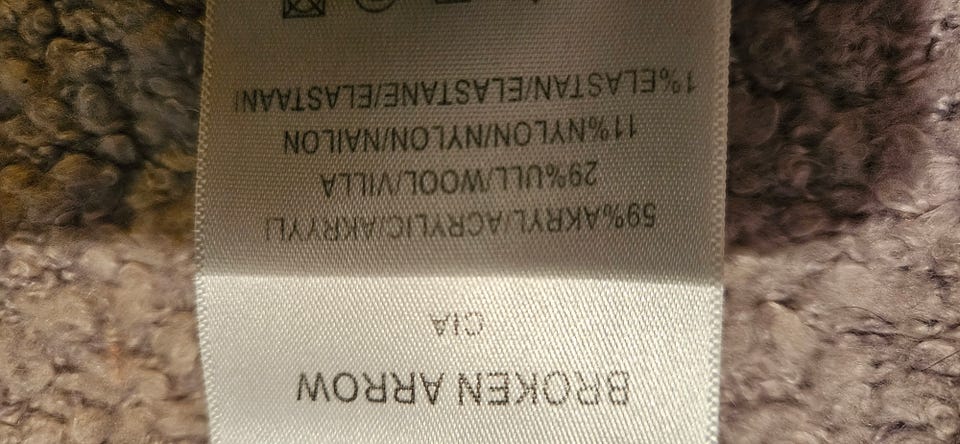 BROKEN ARROW
CIA
59%AKRYL/ACRYLIC/AKRYYLI
29%ULL/WOOL/VILLA
11%NYLON/NYLON/NAILON
1%ELASTAN/ELASTANE/ELASTAANI